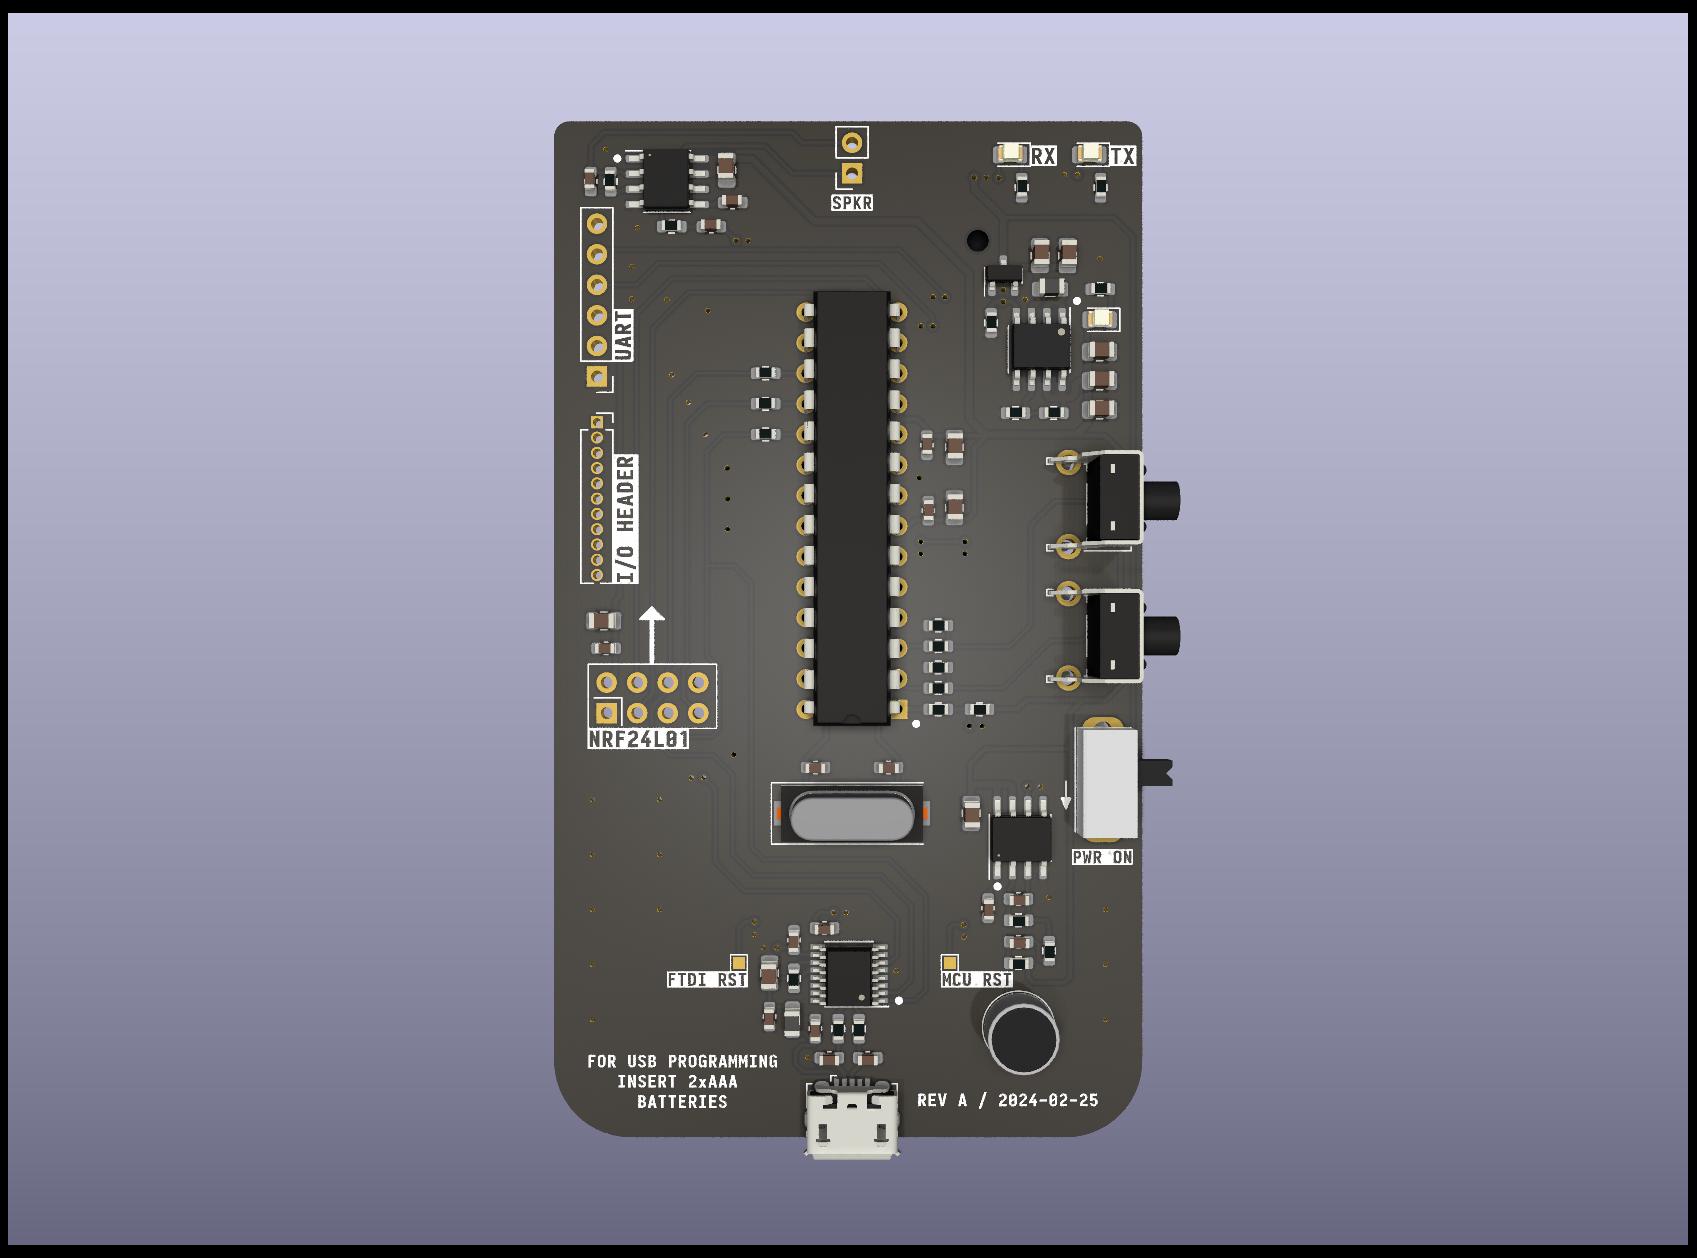 RX
TX
SPKR
UART
I/O HEADER
NRF24L01
PWR ON
FTDI RST
MCU RST
FOR USB PROGRAMMING
INSERT 2xAAA
BATTERIES
REV A / 2024-02-25